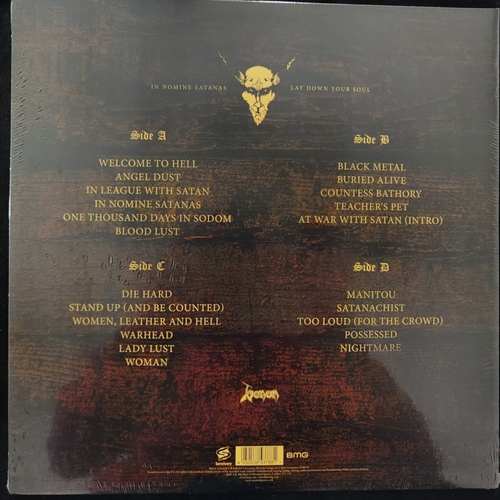 IN NOMINE SATANAS LAY DOWN YOUR SOUL
Side A
WELCOME TO HELL
ANGEL DUST
IN LEAGUE WITH SATAN
IN NOMINE SATANAS
ONE THOUSAND DAYS IN SODOM
BLOOD LUST
Side B
BLACK METAL
BURIED ALIVE
COUNTESS BATHORY
TEACHER'S PET
AT WAR WITH SATAN (INTRO)
Side C
DIE HARD
STAND UP (AND BE COUNTED)
WOMEN, LEATHER AND HELL
WARHEAD
LADY LUST
WOMAN
Side D
MANITOU
SATANACHIST
TOO LOUD (FOR THE CROWD)
POSSESSED
NIGHTMARE
Venom
Sanctuary
BMG